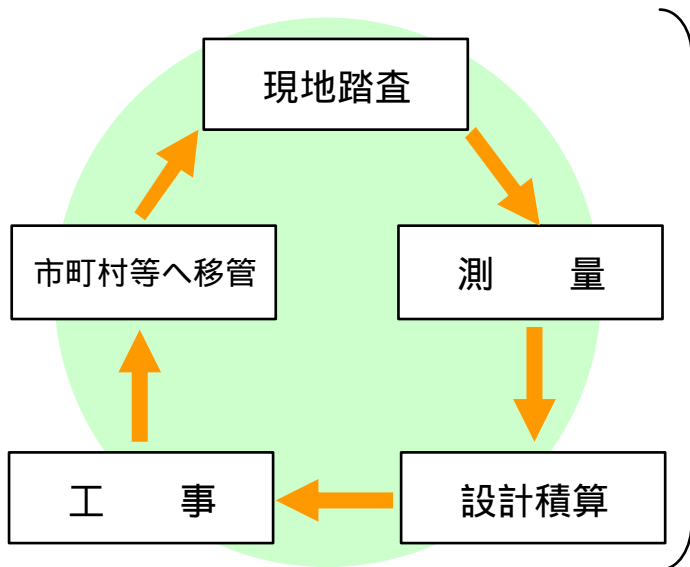 現地踏査
測　　量
設計積算
工　　事
市町村等へ移管